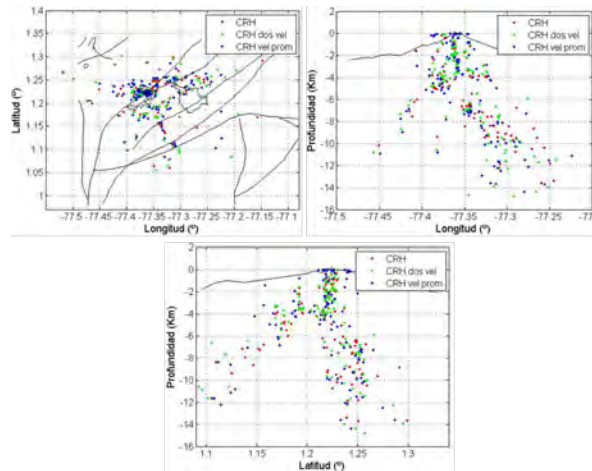 1.4
1.35
1.3
1.25
1.2
1.15
1.1
1.05
1
Latitud (º)
CRH
CRH dos vel
CRH vel prom
-77.5 -77.45 -77.4 -77.35 -77.3 -77.25 -77.2 -77.15 -77.1
Longitud (º)
0
-2
-4
-6
-8
-10
-12
-14
-16
Profundidad (Km)
CRH
CRH dos vel
CRH vel prom
-77.5 -77.45 -77.4 -77.35 -77.3 -77.25
Longitud (º)
0
-2
-4
-6
-8
-10
-12
-14
-16
Profundidad (Km)
CRH
CRH dos vel
CRH vel prom
1.1 1.15 1.2 1.25 1.3
Latitud (º)